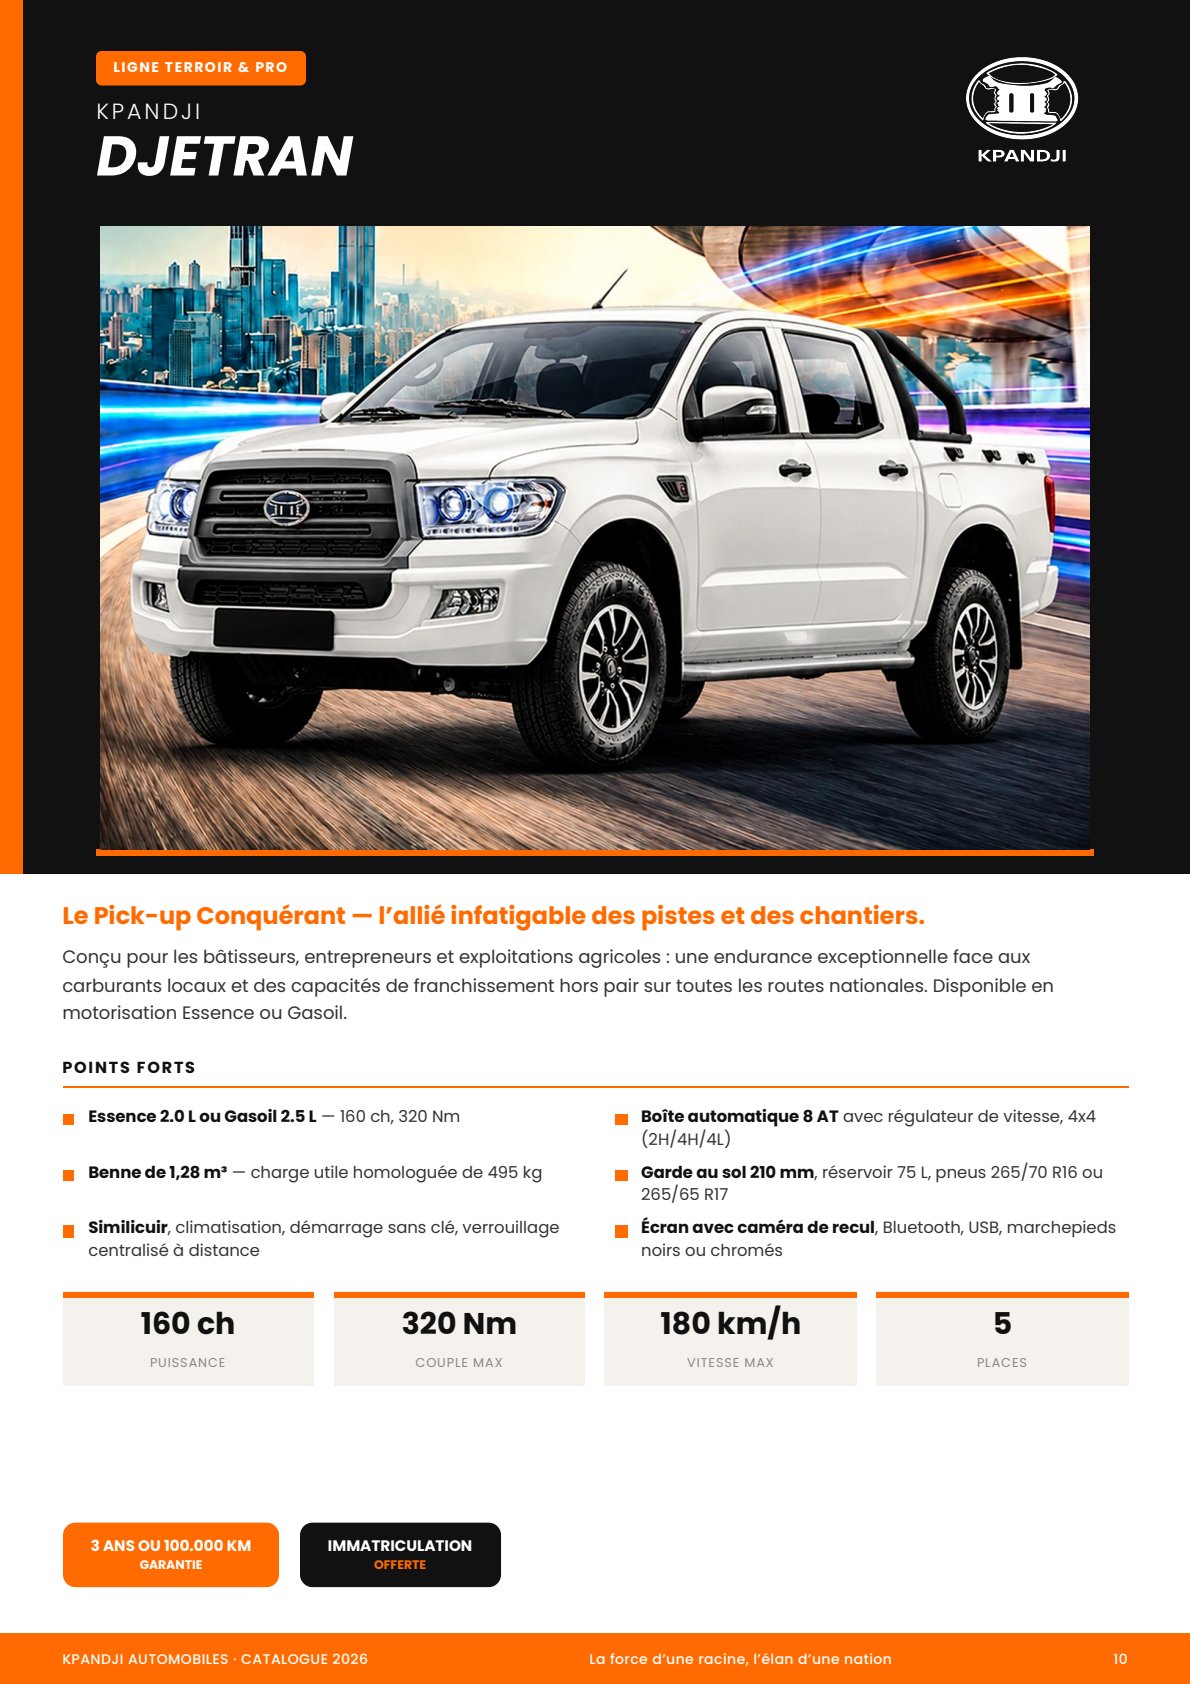 LIGNE TERROIR & PRO
KPANDJI
DJETRAN
KPANDJI
Le Pick-up Conquérant — l’allié infatigable des pistes et des chantiers.
Conçu pour les bâtisseurs, entrepreneurs et exploitations agricoles : une endurance exceptionnelle face aux
carburants locaux et des capacités de franchissement hors pair sur toutes les routes nationales. Disponible en
motorisation Essence ou Gasoil.
POINTS FORTS
Essence 2.0 L ou Gasoil 2.5 L — 160 ch, 320 Nm
Boîte automatique 8 AT avec régulateur de vitesse, 4x4
(2H/4H/4L)
Benne de 1,28 m³ — charge utile homologuée de 495 kg
Garde au sol 210 mm, réservoir 75 L, pneus 265/70 R16 ou
265/65 R17
Similicuir, climatisation, démarrage sans clé, verrouillage
centralisé à distance
Écran avec caméra de recul, Bluetooth, USB, marchepieds
noirs ou chromés
160 ch
PUISSANCE
320 Nm
COUPLE MAX
180 km/h
VITESSE MAX
5
PLACES
3 ANS OU 100.000 KM
GARANTIE
IMMATRICULATION
OFFERTE
KPANDJI AUTOMOBILES · CATALOGUE 2026
La force d’une racine, l’élan d’une nation
10